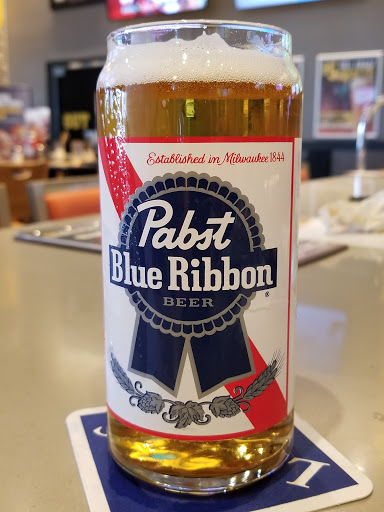 Established in Milwaukee 1844
Pabst
Blue Ribbon
BEER
®